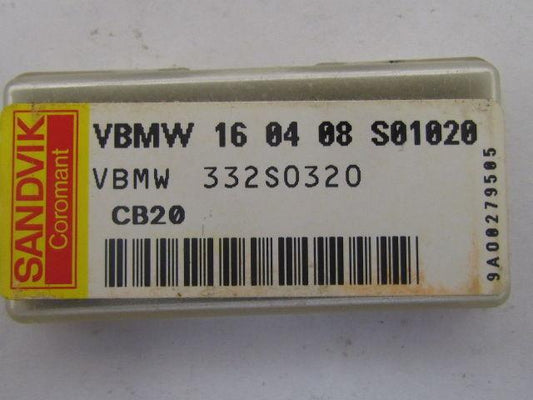 SANDVIK
Coromant
VBMW 16 04 08 S01020
VBMW 332S0320
CB20
9A00279505